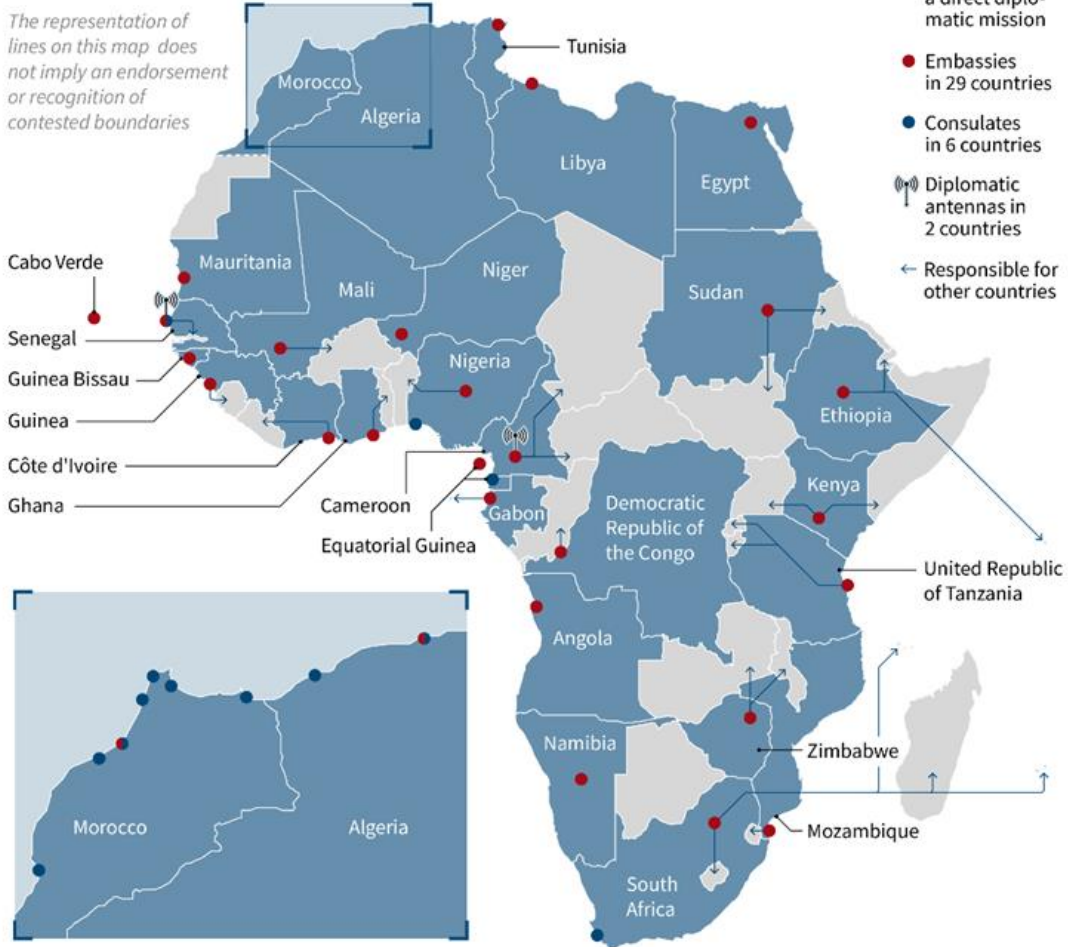 The representation of
lines on this map does
not imply an endorsement
or recognition of
contested boundaries
a direct diplo-
matic mission
Embassies
in 29 countries
Consulates
in 6 countries
Diplomatic
antennas in
2 countries
Responsible for
other countries
Tunisia
Morocco
Algeria
Libya
Egypt
Cabo Verde
Mauritania
Mali
Niger
Sudan
Senegal
Guinea Bissau
Nigeria
Guinea
Ethiopia
Côte d'Ivoire
Ghana
Cameroon
Equatorial Guinea
Gabon
Kenya
Democratic
Republic of
the Congo
United Republic
of Tanzania
Angola
Namibia
Zimbabwe
Mozambique
South
Africa
Morocco
Algeria